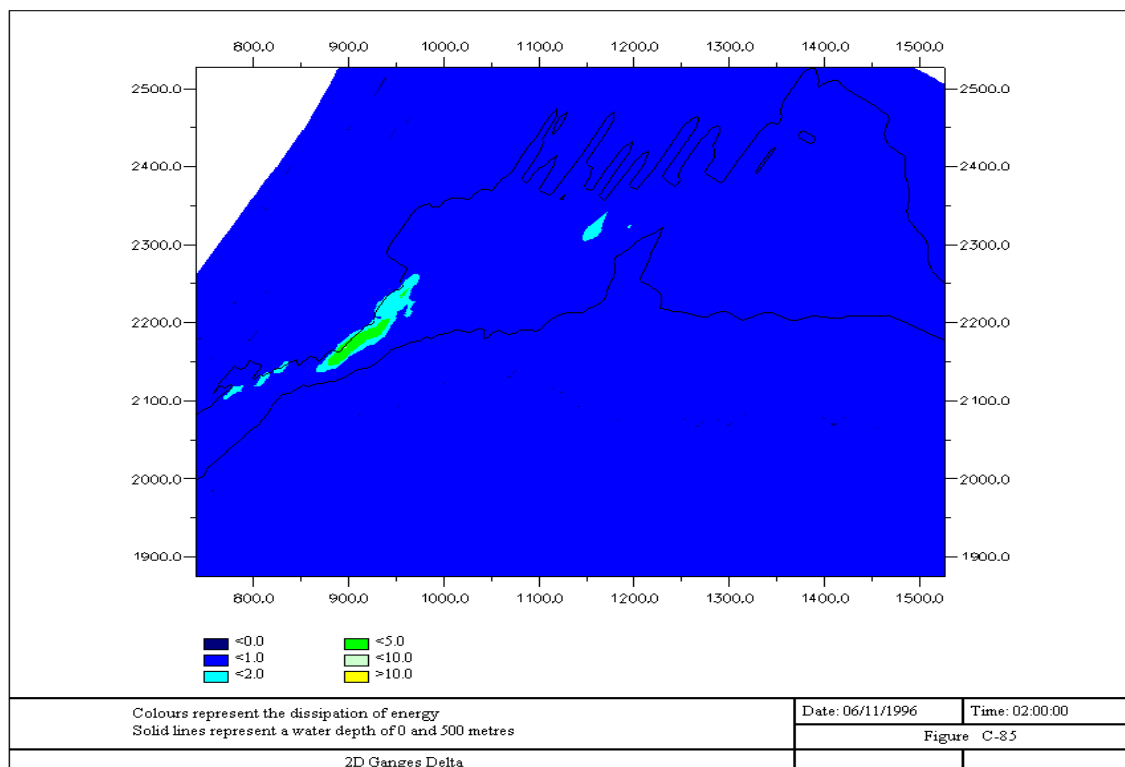 800.0 900.0 1000.0 1100.0 1200.0 1300.0 1400.0 1500.0
2500.0 2500.0
2400.0 2400.0
2300.0 2300.0
2200.0 2200.0
2100.0 2100.0
2000.0 2000.0
1900.0 1900.0
800.0 900.0 1000.0 1100.0 1200.0 1300.0 1400.0 1500.0
<0.0 <5.0
<1.0 <10.0
<2.0 >10.0
Colours represent the dissipation of energy
Solid lines represent a water depth of 0 and 500 metres
Date: 06/11/1996 Time: 02:00:00
Figure C-85
2D Ganges Delta